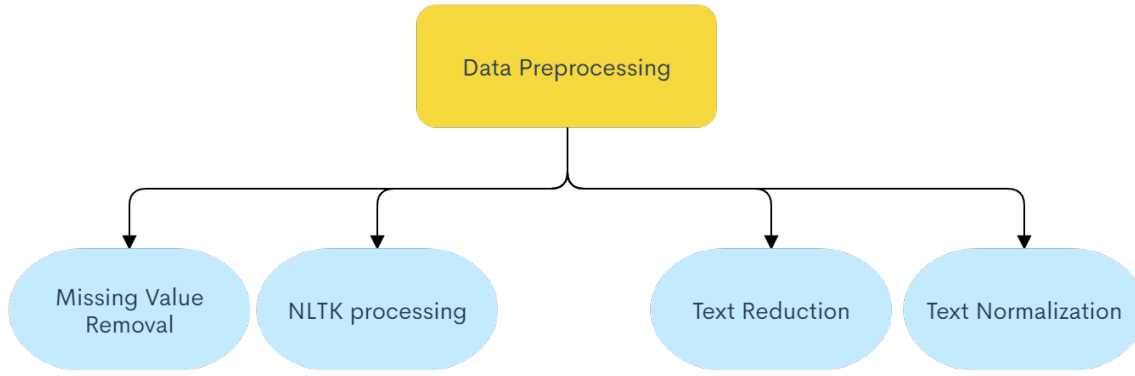 Data Preprocessing
Missing Value
Removal
NLTK processing
Text Reduction
Text Normalization